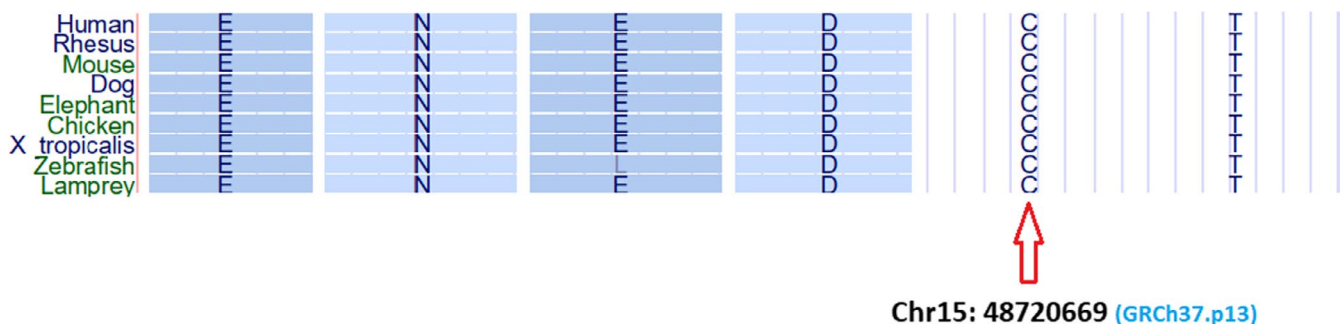 Human E N E D C T
Rhesus E N E D C T
Mouse E N E D C T
Dog E N E D C T
Elephant E N E D C T
Chicken E N E D C T
X tropicalis E N E D C T
Zebrafish E N L D C T
Lamprey E N E D C T
Chr15: 48720669 (GRCh37.p13)